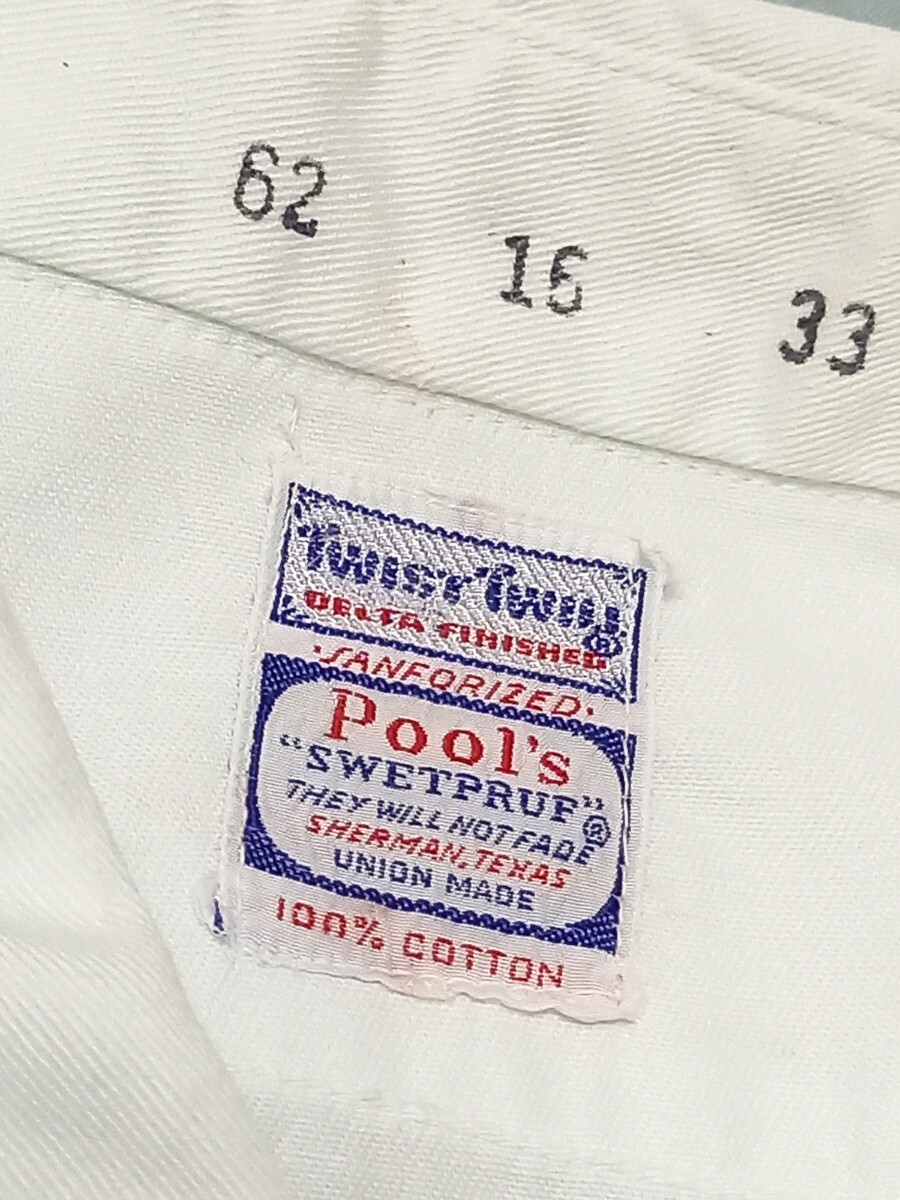 62 15 33
Twist Twill®
DELTA FINISHED
·SANFORIZED·
Pool's
"SWETPRUF"®
THEY WILL NOT FADE
SHERMAN, TEXAS
UNION MADE
100% COTTON